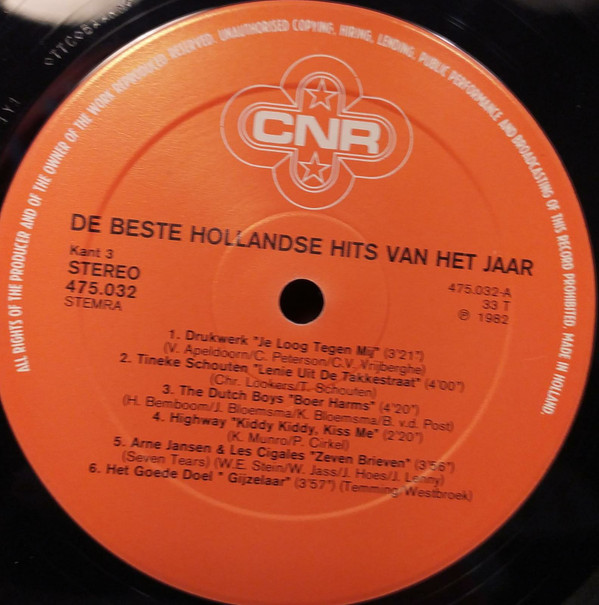 ALL RIGHTS OF THE PRODUCER AND OF THE OWNER OF THE WORK REPRODUCED RESERVED. UNAUTHORISED COPYING, HIRING, LENDING, PUBLIC PERFORMANCE AND BROADCASTING OF THIS RECORD PROHIBITED. MADE IN HOLLAND.
CNR
DE BESTE HOLLANDSE HITS VAN HET JAAR
Kant 3
STEREO
475.032
STEMRA
475.032-A
33 T
℗ 1982
1. Drukwerk "Je Loog Tegen Mij" (3'21")
(V. Apeldoorn/C. Peterson/C.V. Vrijberghe)
2. Tineke Schouten "Lenie Uit De Takkestraat" (4'00")
(Chr. Lookers/T. Schouten)
3. The Dutch Boys "Boer Harms" (4'20")
(H. Bemboom/J. Bloemsma/K. Bloemsma/B. v.d. Post)
4. Highway "Kiddy Kiddy, Kiss Me" (2'20")
(K. Munro/P. Cirkel)
5. Arne Jansen & Les Cigales "Zeven Brieven" (3'56")
(Seven Tears) (W.E. Stein/W. Jass/J. Hoes/J. Lenny)
6. Het Goede Doel " Gijzelaar" (3'57") (Temming/Westbroek)